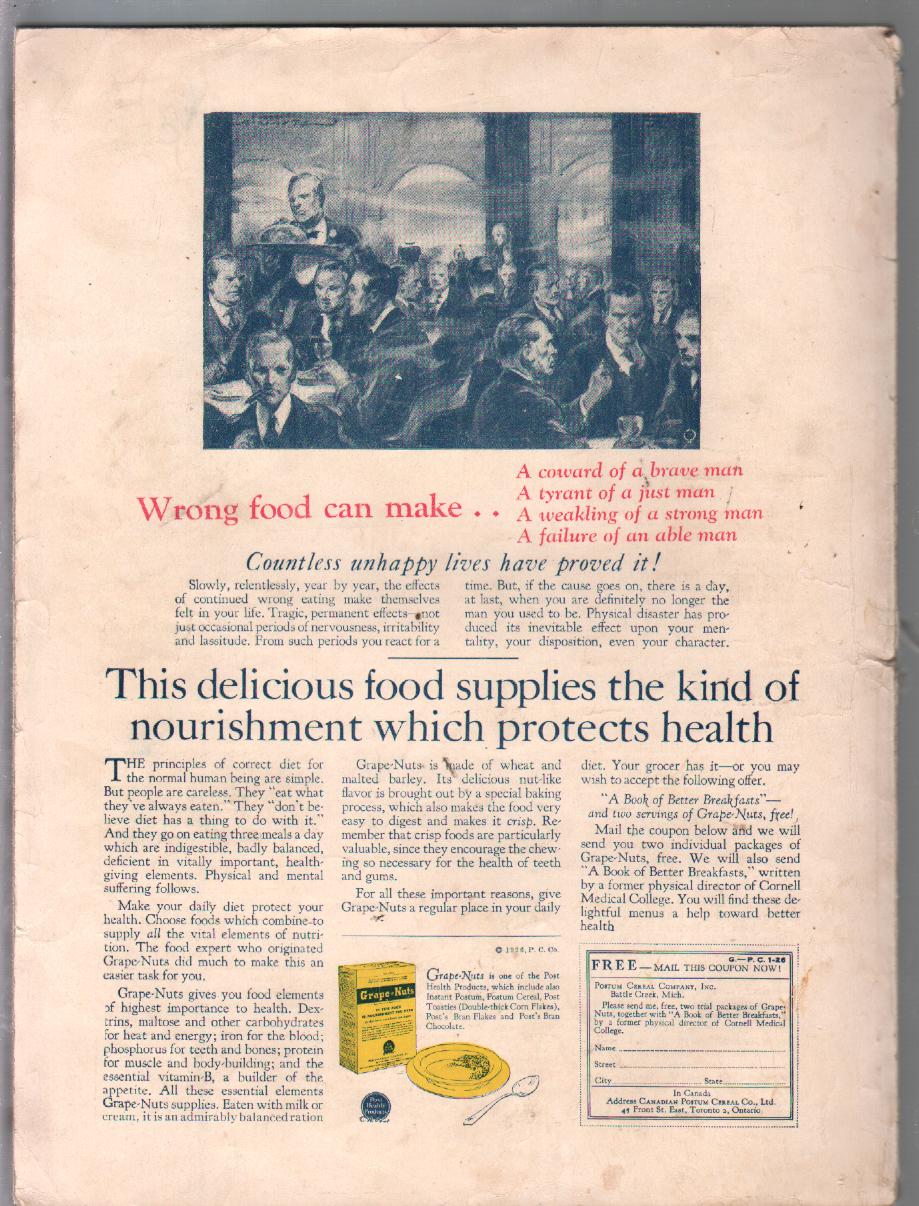 Wrong food can make . .
A coward of a brave man
A tyrant of a just man
A weakling of a strong man
A failure of an able man
Countless unhappy lives have proved it!
Slowly, relentlessly, year by year, the effects
of continued wrong eating make themselves
felt in your life. Tragic, permanent effects—not
just occasional periods of nervousness, irritability
and lassitude. From such periods you react for a
time. But, if the cause goes on, there is a day,
at last, when you are definitely no longer the
man you used to be. Physical disaster has pro-
duced its inevitable effect upon your men-
tality, your disposition, even your character.
This delicious food supplies the kind of
nourishment which protects health
THE principles of correct diet for
the normal human being are simple.
But people are careless. They "eat what
they've always eaten." They "don't be-
lieve diet has a thing to do with it."
And they go on eating three meals a day
which are indigestible, badly balanced,
deficient in vitally important, health-
giving elements. Physical and mental
suffering follows.
Make your daily diet protect your
health. Choose foods which combine to
supply all the vital elements of nutri-
tion. The food expert who originated
Grape-Nuts did much to make this an
easier task for you.
Grape-Nuts gives you food elements
of highest importance to health. Dex-
trins, maltose and other carbohydrates
for heat and energy; iron for the blood;
phosphorus for teeth and bones; protein
for muscle and body-building; and the
essential vitamin-B, a builder of the
appetite. All these essential elements
Grape-Nuts supplies. Eaten with milk or
cream, it is an admirably balanced ration
Grape-Nuts is made of wheat and
malted barley. Its delicious nut-like
flavor is brought out by a special baking
process, which also makes the food very
easy to digest and makes it crisp. Re-
member that crisp foods are particularly
valuable, since they encourage the chew-
ing so necessary for the health of teeth
and gums.
For all these important reasons, give
Grape-Nuts a regular place in your daily
diet. Your grocer has it—or you may
wish to accept the following offer.
"A Book of Better Breakfasts"—
and two servings of Grape-Nuts, free!
Mail the coupon below and we will
send you two individual packages of
Grape-Nuts, free. We will also send
"A Book of Better Breakfasts," written
by a former physical director of Cornell
Medical College. You will find these de-
lightful menus a help toward better
health
© 1926, P. C. Co.
Grape-Nuts
Grape-Nuts is one of the Post
Health Products, which include also
Instant Postum, Postum Cereal, Post
Toasties (Double-thick Corn Flakes),
Post's Bran Flakes and Post's Bran
Chocolate.
Post
Health
Products
G.—P. C. 1-26
FREE—MAIL THIS COUPON NOW!
POSTUM CEREAL COMPANY, INC.
Battle Creek, Mich.
Please send me, free, two trial packages of Grape-
Nuts, together with "A Book of Better Breakfasts,"
by a former physical director of Cornell Medical
College.
Name
Street
City State
In Canada
Address CANADIAN POSTUM CEREAL CO., Ltd.
45 Front St. East, Toronto 2, Ontario